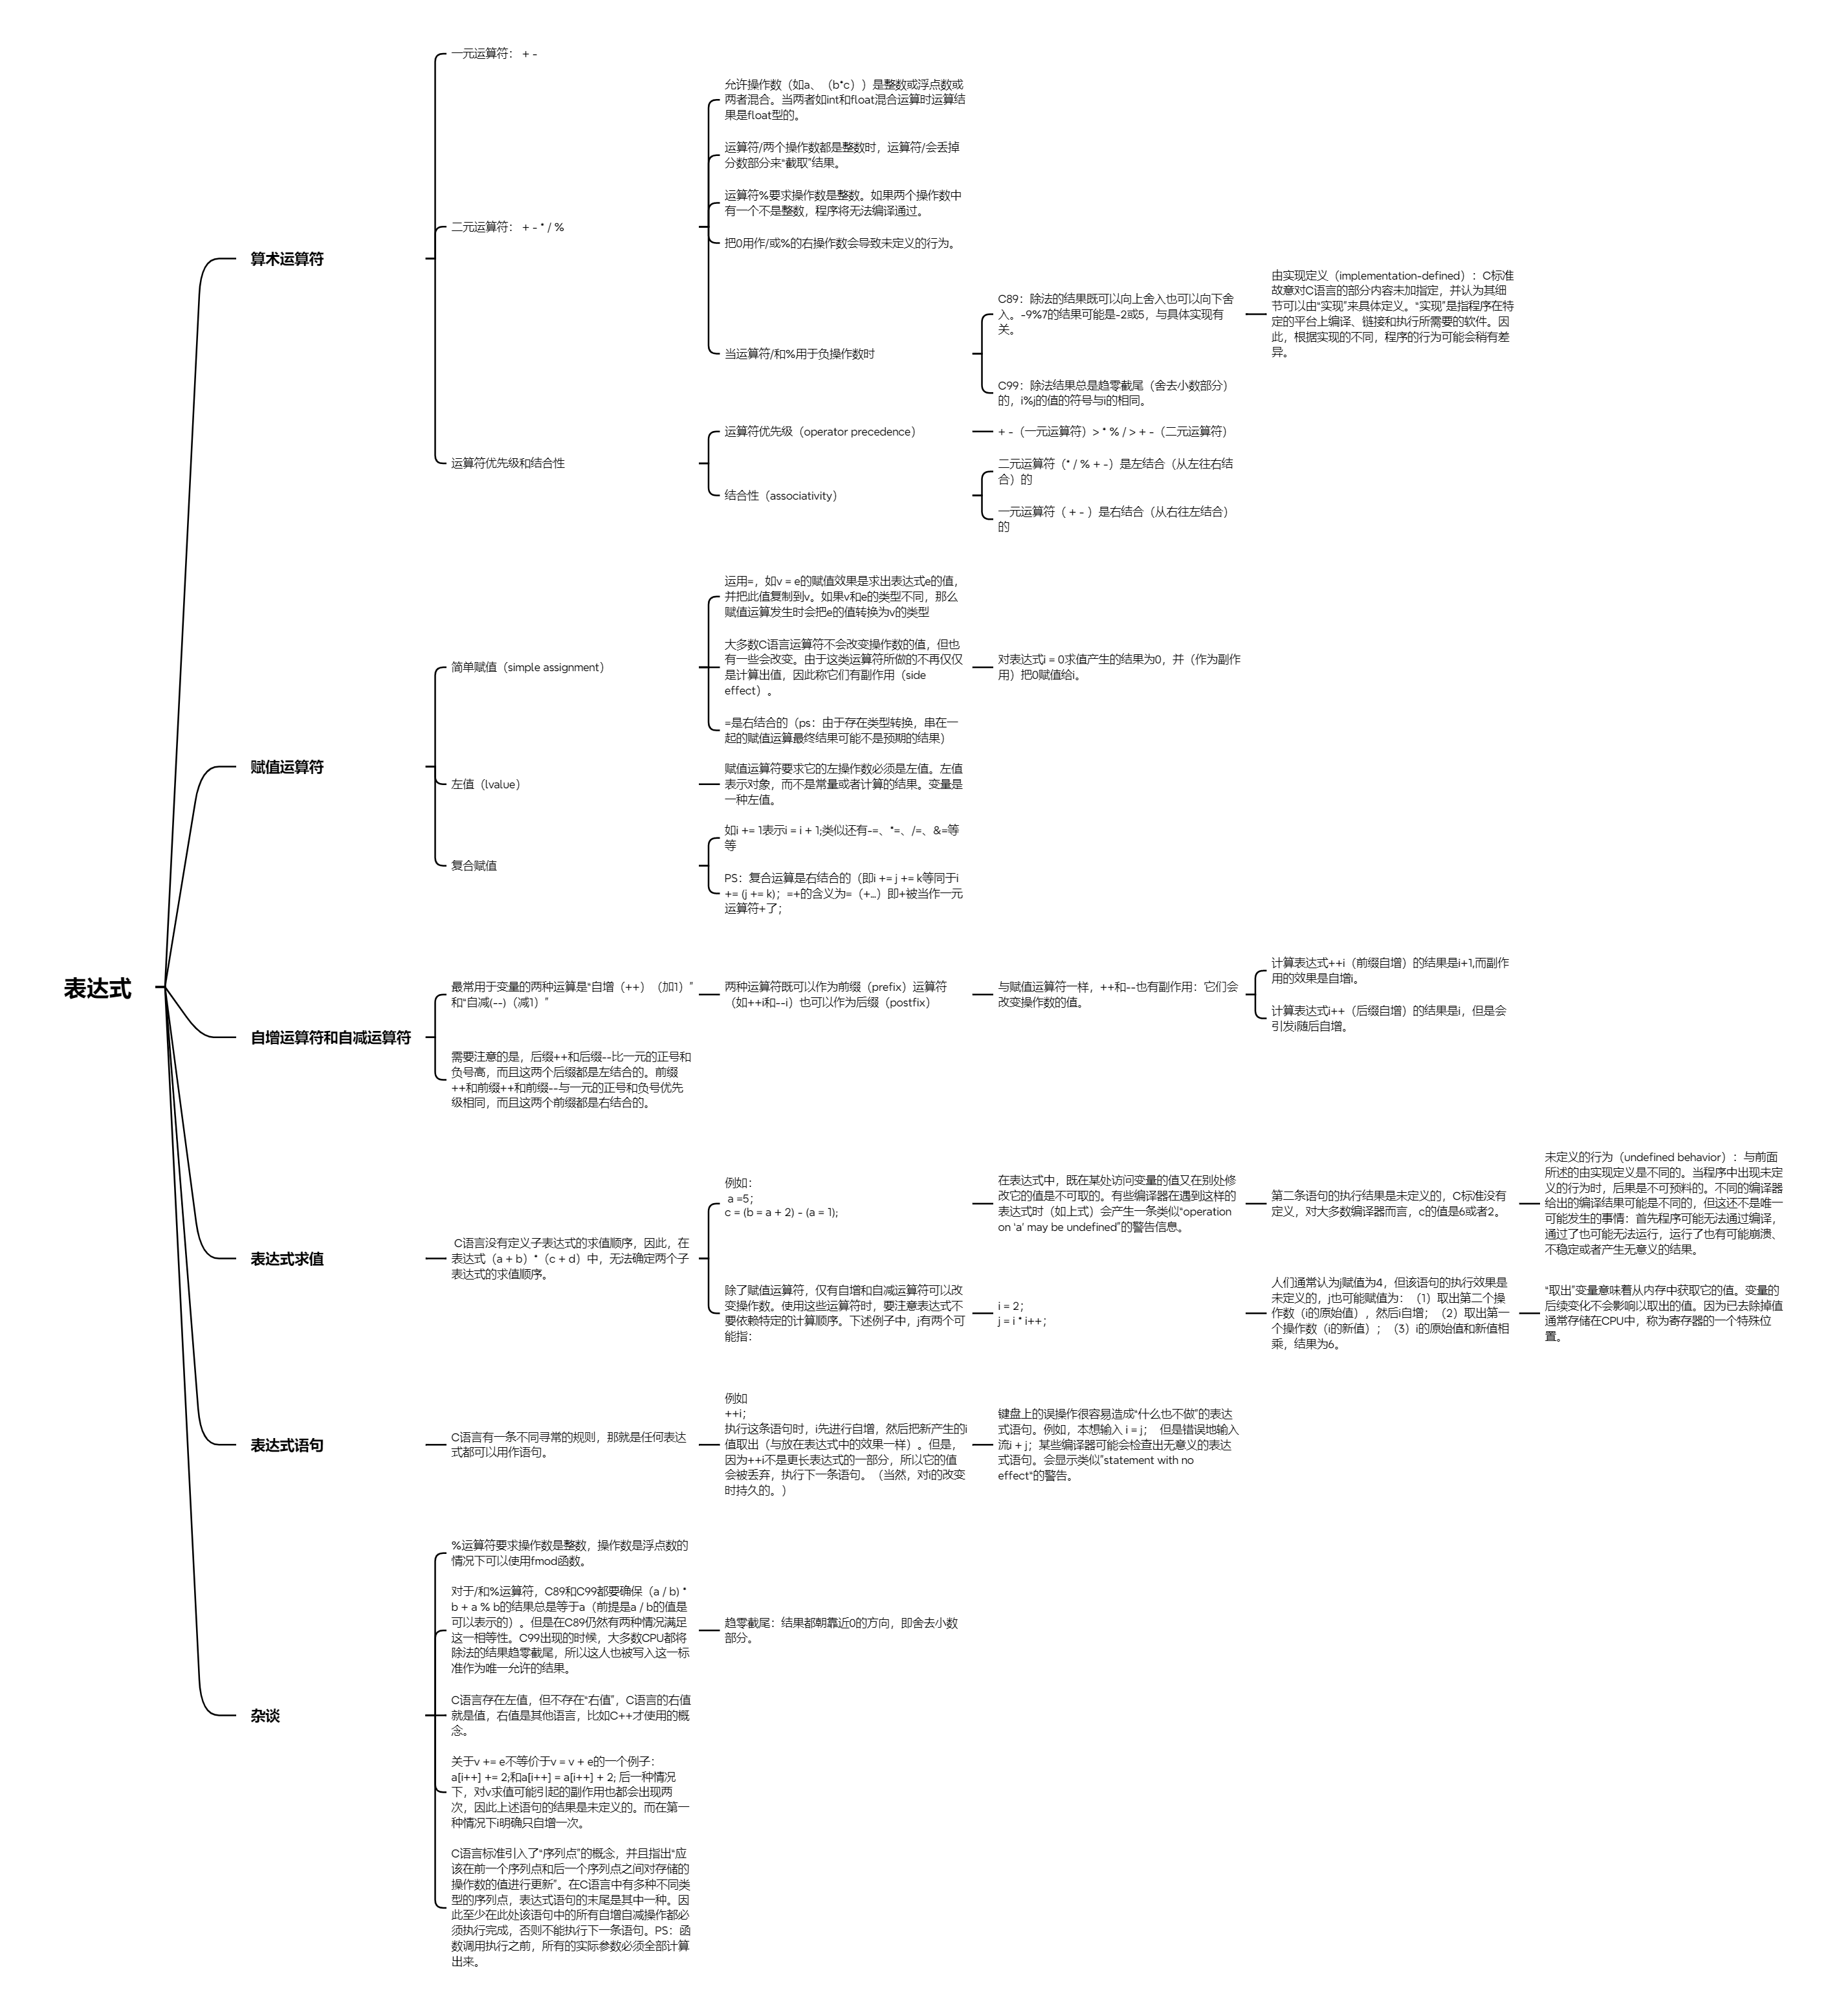 表达式
算术运算符
一元运算符： + -
二元运算符： + - * / %
允许操作数（如a、（b*c））是整数或浮点数或
两者混合。当两者如int和float混合运算时运算结
果是float型的。
运算符/两个操作数都是整数时，运算符/会丢掉
分数部分来“截取”结果。
运算符%要求操作数是整数。如果两个操作数中
有一个不是整数，程序将无法编译通过。
把0用作/或%的右操作数会导致未定义的行为。
当运算符/和%用于负操作数时
C89：除法的结果既可以向上舍入也可以向下舍
入。-9%7的结果可能是-2或5，与具体实现有
关。
由实现定义（implementation-defined）：C标准
故意对C语言的部分内容未加指定，并认为其细
节可以由“实现”来具体定义。“实现”是指程序在特
定的平台上编译、链接和执行所需要的软件。因
此，根据实现的不同，程序的行为可能会稍有差
异。
C99：除法结果总是趋零截尾（舍去小数部分）
的，i%j的值的符号与i的相同。
运算符优先级和结合性
运算符优先级（operator precedence）
+ -（一元运算符）> * % / > + -（二元运算符）
结合性（associativity）
二元运算符（* / % + -）是左结合（从左往右结
合）的
一元运算符（ + - ）是右结合（从右往左结合）
的
赋值运算符
简单赋值（simple assignment）
运用=，如v = e的赋值效果是求出表达式e的值，
并把此值复制到v。如果v和e的类型不同，那么
赋值运算发生时会把e的值转换为v的类型
大多数C语言运算符不会改变操作数的值，但也
有一些会改变。由于这类运算符所做的不再仅仅
是计算出值，因此称它们有副作用（side
effect）。
对表达式i = 0求值产生的结果为0，并（作为副作
用）把0赋值给i。
=是右结合的（ps：由于存在类型转换，串在一
起的赋值运算最终结果可能不是预期的结果）
左值（lvalue）
赋值运算符要求它的左操作数必须是左值。左值
表示对象，而不是常量或者计算的结果。变量是
一种左值。
复合赋值
如i += 1表示i = i + 1;类似还有-=、*=、/=、&=等
等
PS：复合运算是右结合的（即i += j += k等同于i
+= (j += k)；=+的含义为=（+...）即+被当作一元
运算符+了；
自增运算符和自减运算符
最常用于变量的两种运算是“自增（++）（加1）”
和“自减(--)（减1）”
两种运算符既可以作为前缀（prefix）运算符
（如++i和--i）也可以作为后缀（postfix）
与赋值运算符一样，++和--也有副作用：它们会
改变操作数的值。
计算表达式++i（前缀自增）的结果是i+1,而副作
用的效果是自增i。
计算表达式i++（后缀自增）的结果是i，但是会
引发i随后自增。
需要注意的是，后缀++和后缀--比一元的正号和
负号高，而且这两个后缀都是左结合的。前缀
++和前缀++和前缀--与一元的正号和负号优先
级相同，而且这两个前缀都是右结合的。
表达式求值
C语言没有定义子表达式的求值顺序，因此，在
表达式（a + b）*（c + d）中，无法确定两个子
表达式的求值顺序。
例如：
a =5；
c = (b = a + 2) - (a = 1);
在表达式中，既在某处访问变量的值又在别处修
改它的值是不可取的。有些编译器在遇到这样的
表达式时（如上式）会产生一条类似“operation
on ‘a’ may be undefined”的警告信息。
第二条语句的执行结果是未定义的，C标准没有
定义，对大多数编译器而言，c的值是6或者2。
未定义的行为（undefined behavior）：与前面
所述的由实现定义是不同的。当程序中出现未定
义的行为时，后果是不可预料的。不同的编译器
给出的编译结果可能是不同的，但这还不是唯一
可能发生的事情：首先程序可能无法通过编译，
通过了也可能无法运行，运行了也有可能崩溃、
不稳定或者产生无意义的结果。
除了赋值运算符，仅有自增和自减运算符可以改
变操作数。使用这些运算符时，要注意表达式不
要依赖特定的计算顺序。下述例子中，j有两个可
能指：
i = 2；
j = i * i++；
人们通常认为j赋值为4，但该语句的执行效果是
未定义的，j也可能赋值为：（1）取出第二个操
作数（i的原始值），然后i自增；（2）取出第一
个操作数（i的新值）；（3）i的原始值和新值相
乘，结果为6。
“取出”变量意味着从内存中获取它的值。变量的
后续变化不会影响以取出的值。因为已去除掉值
通常存储在CPU中，称为寄存器的一个特殊位
置。
表达式语句
C语言有一条不同寻常的规则，那就是任何表达
式都可以用作语句。
例如
++i；
执行这条语句时，i先进行自增，然后把新产生的i
值取出（与放在表达式中的效果一样）。但是，
因为++i不是更长表达式的一部分，所以它的值
会被丢弃，执行下一条语句。（当然，对i的改变
时持久的。）
键盘上的误操作很容易造成“什么也不做”的表达
式语句。例如，本想输入 i = j； 但是错误地输入
流i + j；某些编译器可能会检查出无意义的表达
式语句。会显示类似”statement with no
effect“的警告。
杂谈
%运算符要求操作数是整数，操作数是浮点数的
情况下可以使用fmod函数。
对于/和%运算符，C89和C99都要确保（a / b) *
b + a % b的结果总是等于a（前提是a / b的值是
可以表示的）。但是在C89仍然有两种情况满足
这一相等性。C99出现的时候，大多数CPU都将
除法的结果趋零截尾，所以这人也被写入这一标
准作为唯一允许的结果。
趋零截尾：结果都朝靠近0的方向，即舍去小数
部分。
C语言存在左值，但不存在“右值”，C语言的右值
就是值，右值是其他语言，比如C++才使用的概
念。
关于v += e不等价于v = v + e的一个例子：
a[i++] += 2;和a[i++] = a[i++] + 2; 后一种情况
下，对v求值可能引起的副作用也都会出现两
次，因此上述语句的结果是未定义的。而在第一
种情况下i明确只自增一次。
C语言标准引入了“序列点”的概念，并且指出“应
该在前一个序列点和后一个序列点之间对存储的
操作数的值进行更新”。在C语言中有多种不同类
型的序列点，表达式语句的末尾是其中一种。因
此至少在此处该语句中的所有自增自减操作都必
须执行完成，否则不能执行下一条语句。PS：函
数调用执行之前，所有的实际参数必须全部计算
出来。